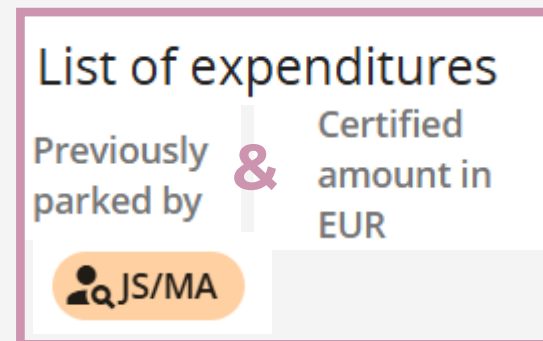 List of expenditures
Previously
parked by
&
Certified
amount in
EUR
JS/MA